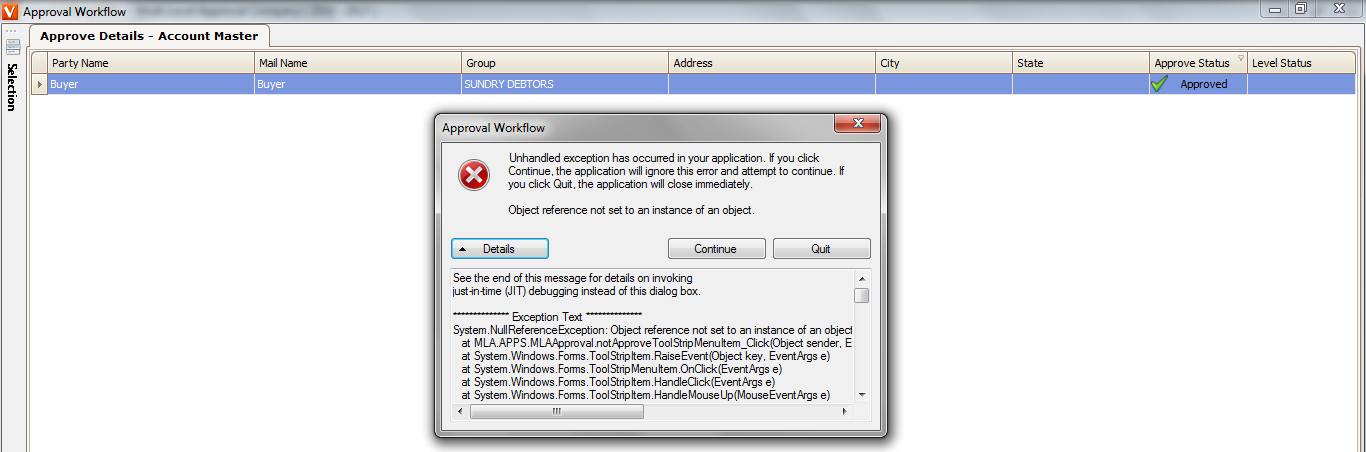 Approval Workflow
Selection
Approve Details - Account Master
Party Name Mail Name Group Address City State Approve Status Level Status
Buyer Buyer SUNDRY DEBTORS Approved
Approval Workflow
Unhandled exception has occurred in your application. If you click
Continue, the application will ignore this error and attempt to continue. If
you click Quit, the application will close immediately.
Object reference not set to an instance of an object.
Details Continue Quit
See the end of this message for details on invoking
just-in-time (JIT) debugging instead of this dialog box.
************** Exception Text **************
System.NullReferenceException: Object reference not set to an instance of an object
at MLA.APPS.MLAApproval.notApproveToolStripMenuItem_Click(Object sender, E
at System.Windows.Forms.ToolStripItem.RaiseEvent(Object key, EventArgs e)
at System.Windows.Forms.ToolStripMenuItem.OnClick(EventArgs e)
at System.Windows.Forms.ToolStripItem.HandleClick(EventArgs e)
at System.Windows.Forms.ToolStripItem.HandleMouseUp(MouseEventArgs e)